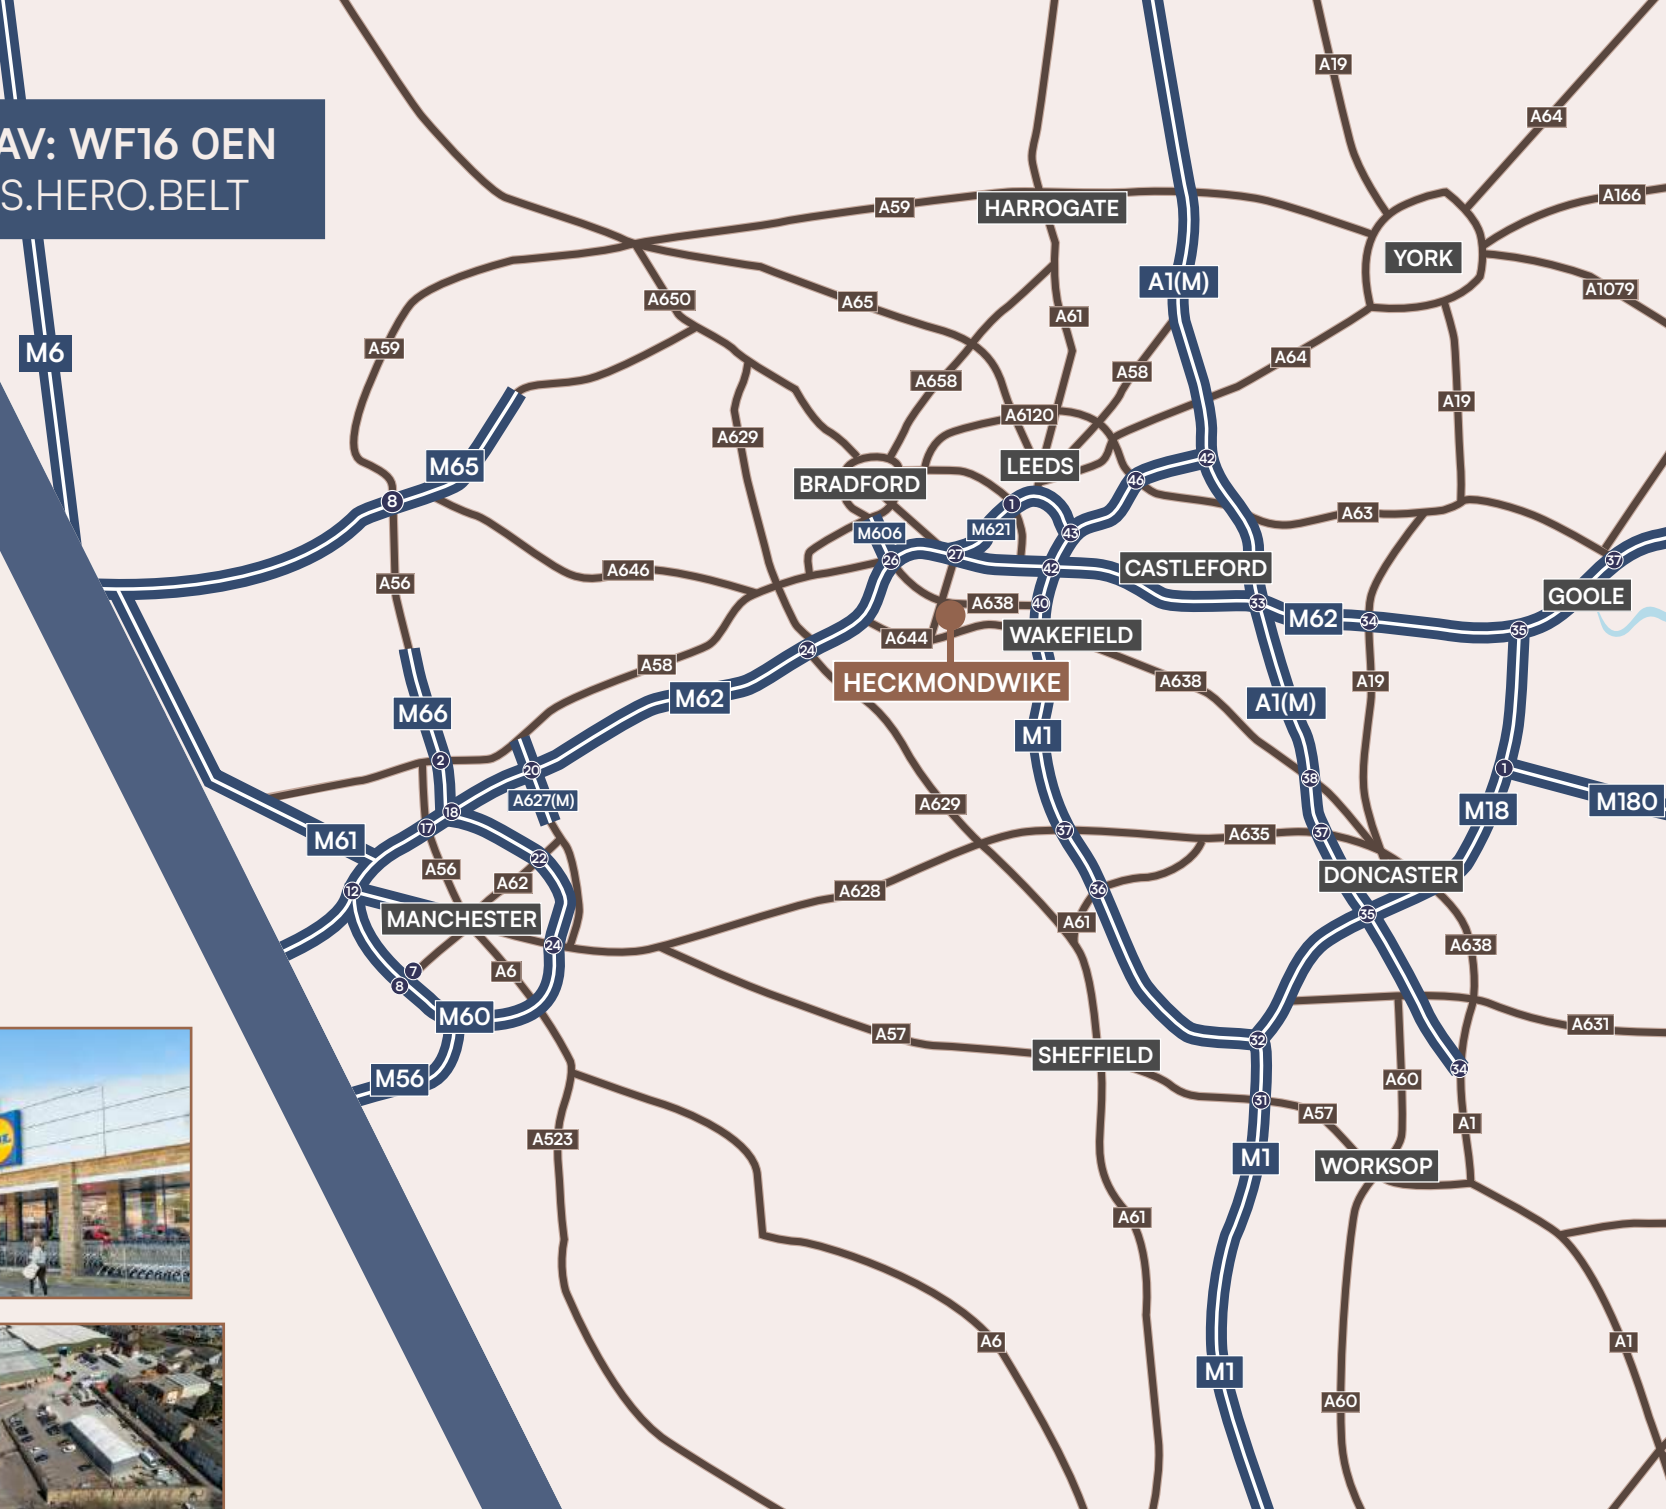 AV: WF16 0EN
S.HERO.BELT
A19
A64
A166
A59
HARROGATE
YORK
A1(M)
A1079
A650
A65
A61
M6
A59
A64
A58
A658
A19
A6120
A629
M65
LEEDS
42
BRADFORD
46
8
1
A63
M606
M621
43
27
26
37
42
CASTLEFORD
A646
A56
GOOLE
A638
40
33
M62
34
35
A644
WAKEFIELD
24
A58
HECKMONDWIKE
A638
A19
M62
A1(M)
M66
M1
2
20
1
38
A627(M)
M180
A629
18
M18
17
37
A635
37
M61
22
A56
A62
DONCASTER
12
A628
36
MANCHESTER
35
A61
24
A638
7
A6
8
M60
A631
A57
32
SHEFFIELD
34
M56
A60
31
A57
A1
A523
M1
WORKSOP
A61
A6
A1
M1
A60